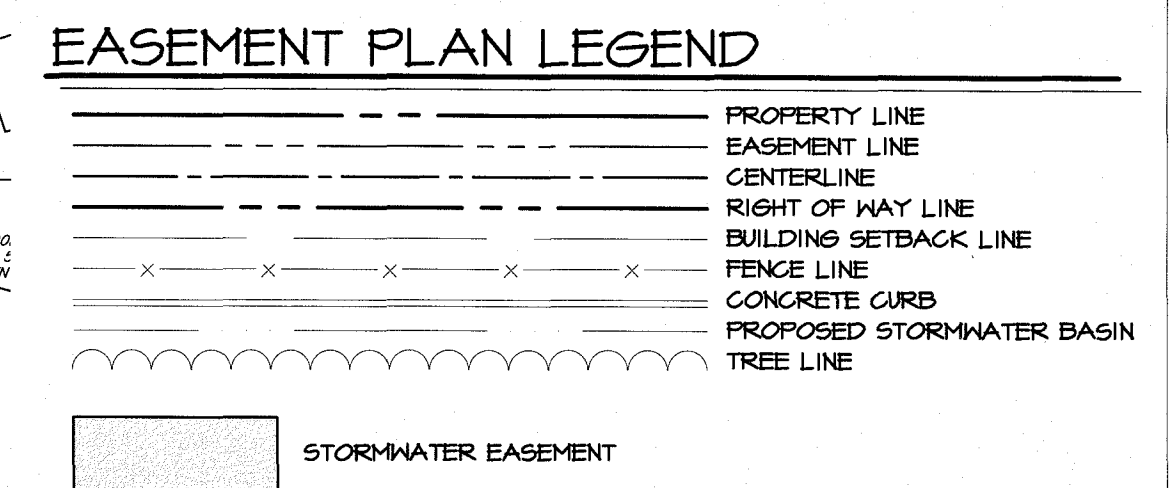 EASEMENT PLAN LEGEND
PROPERTY LINE
EASEMENT LINE
CENTERLINE
RIGHT OF WAY LINE
BUILDING SETBACK LINE
FENCE LINE
CONCRETE CURB
PROPOSED STORMWATER BASIN
TREE LINE
STORMWATER EASEMENT